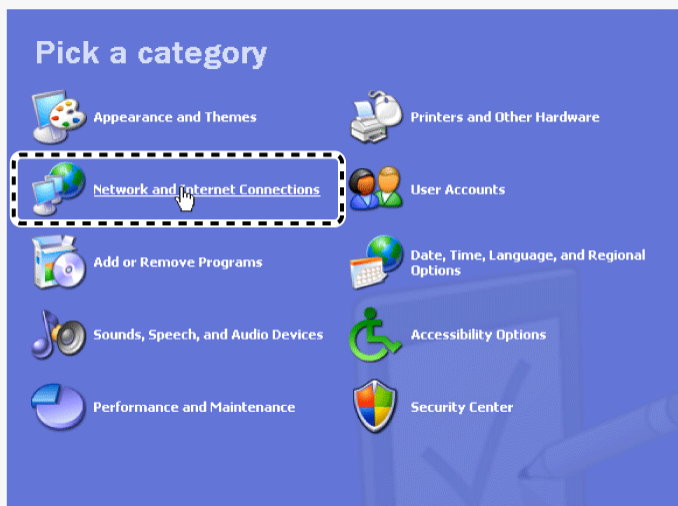 Pick a category
Appearance and Themes
Printers and Other Hardware
Network and Internet Connections
User Accounts
Add or Remove Programs
Date, Time, Language, and Regional
Options
Sounds, Speech, and Audio Devices
Accessibility Options
Performance and Maintenance
Security Center